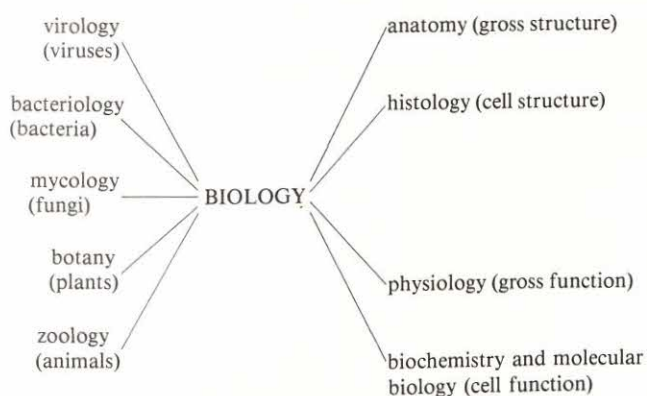 virology
(viruses)
bacteriology
(bacteria)
mycology
(fungi)
botany
(plants)
zoology
(animals)
BIOLOGY
anatomy (gross structure)
histology (cell structure)
physiology (gross function)
biochemistry and molecular
biology (cell function)